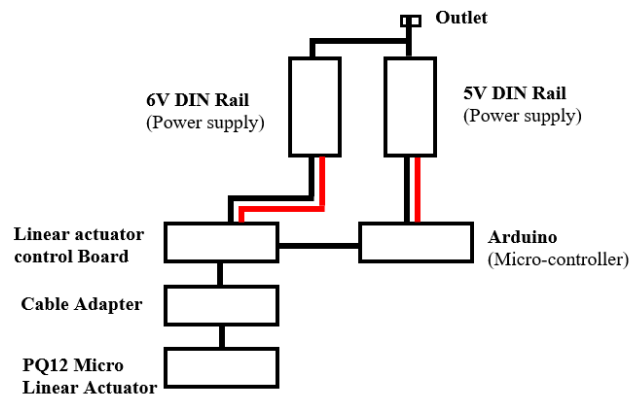 Outlet
6V DIN Rail
(Power supply)
5V DIN Rail
(Power supply)
Linear actuator
control Board
Arduino
(Micro-controller)
Cable Adapter
PQ12 Micro
Linear Actuator